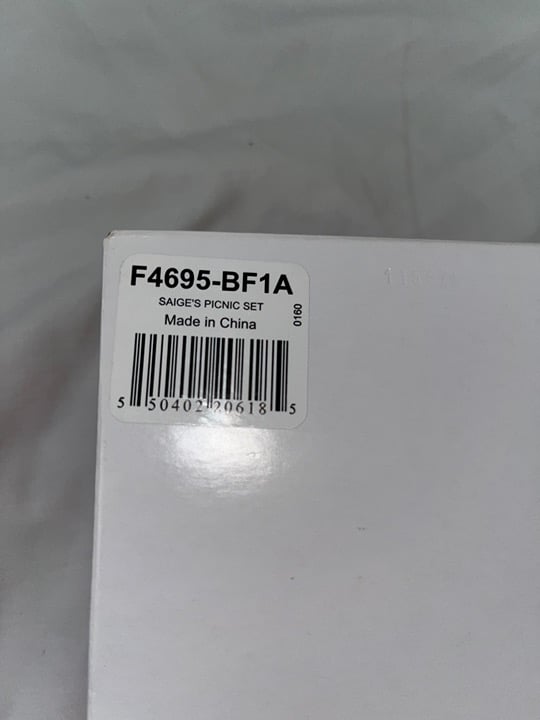 F4695-BF1A
SAIGE'S PICNIC SET
Made in China
0160
5 50402 20618 5